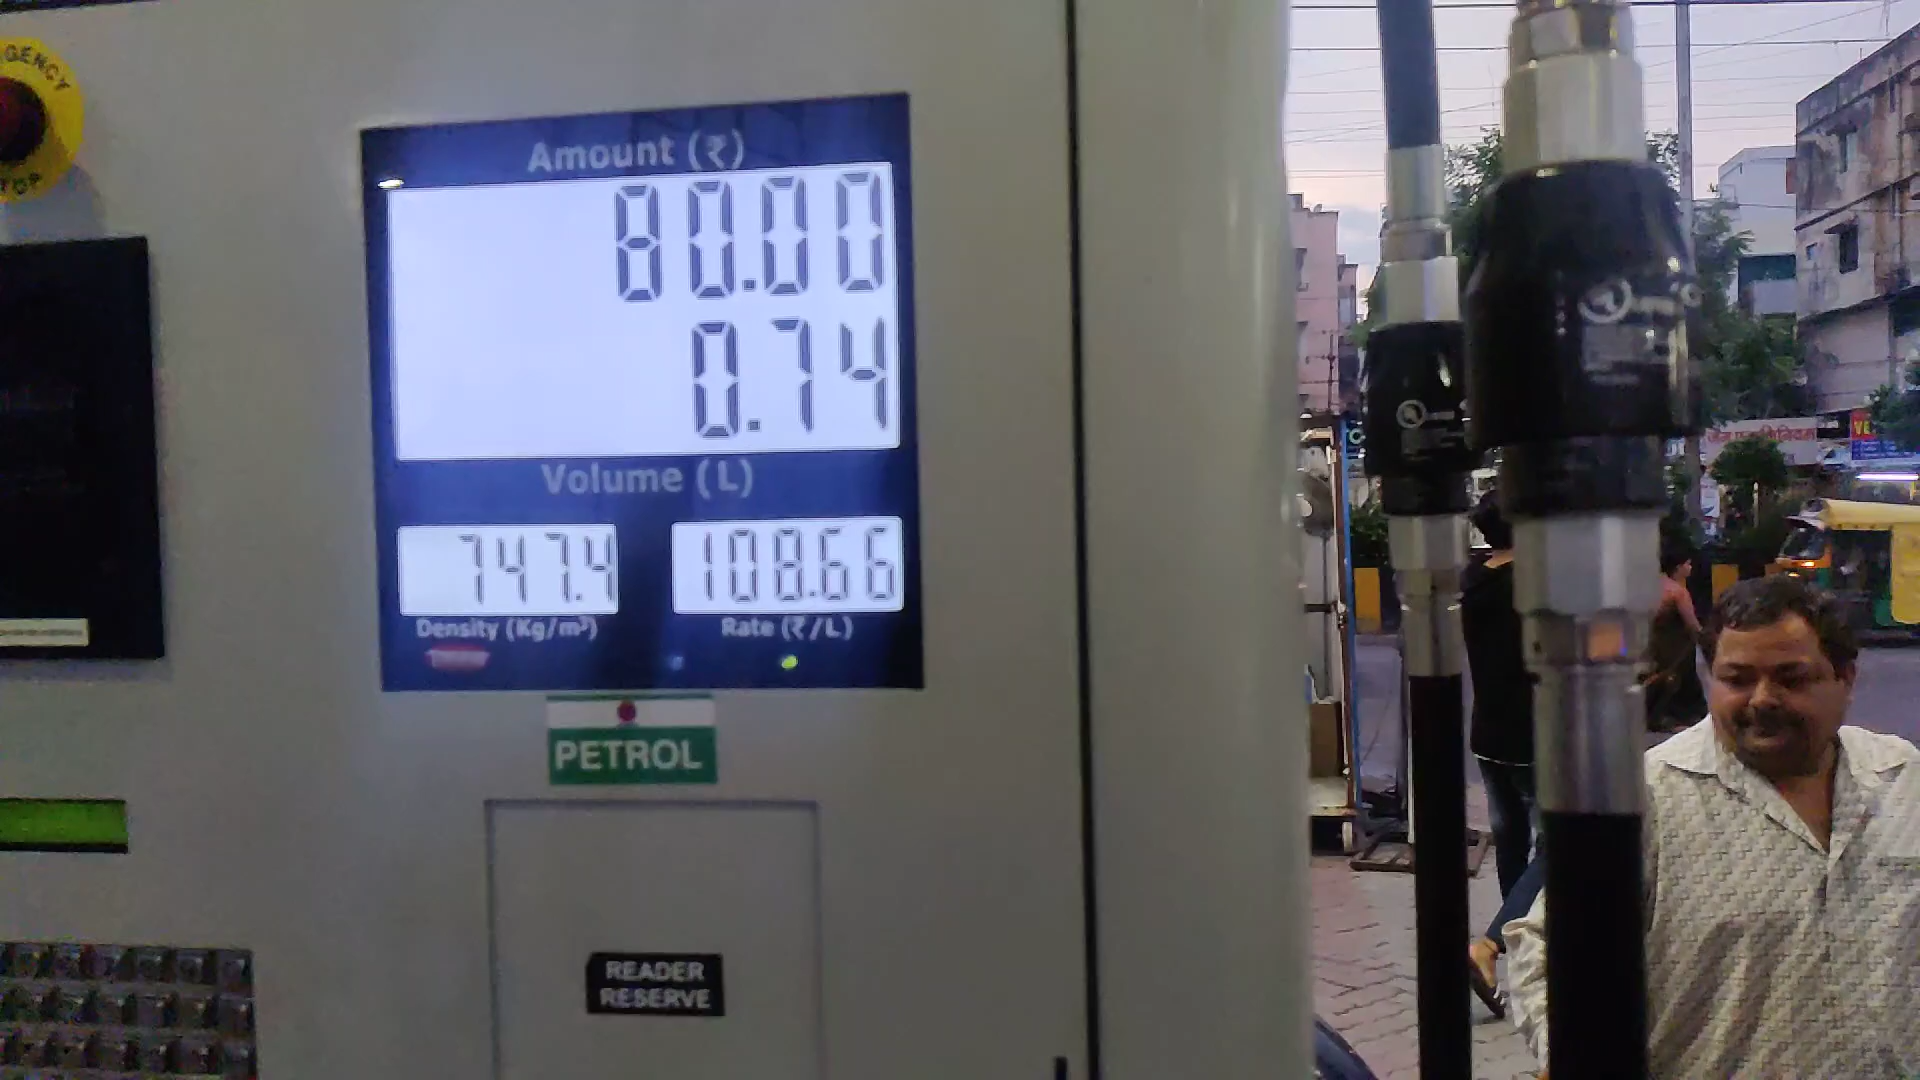 Amount (₹)
80.00
0.74
Volume (L)
747.4
108.66
Density (Kg/m³)
Rate (₹/L)
PETROL
READER
RESERVE